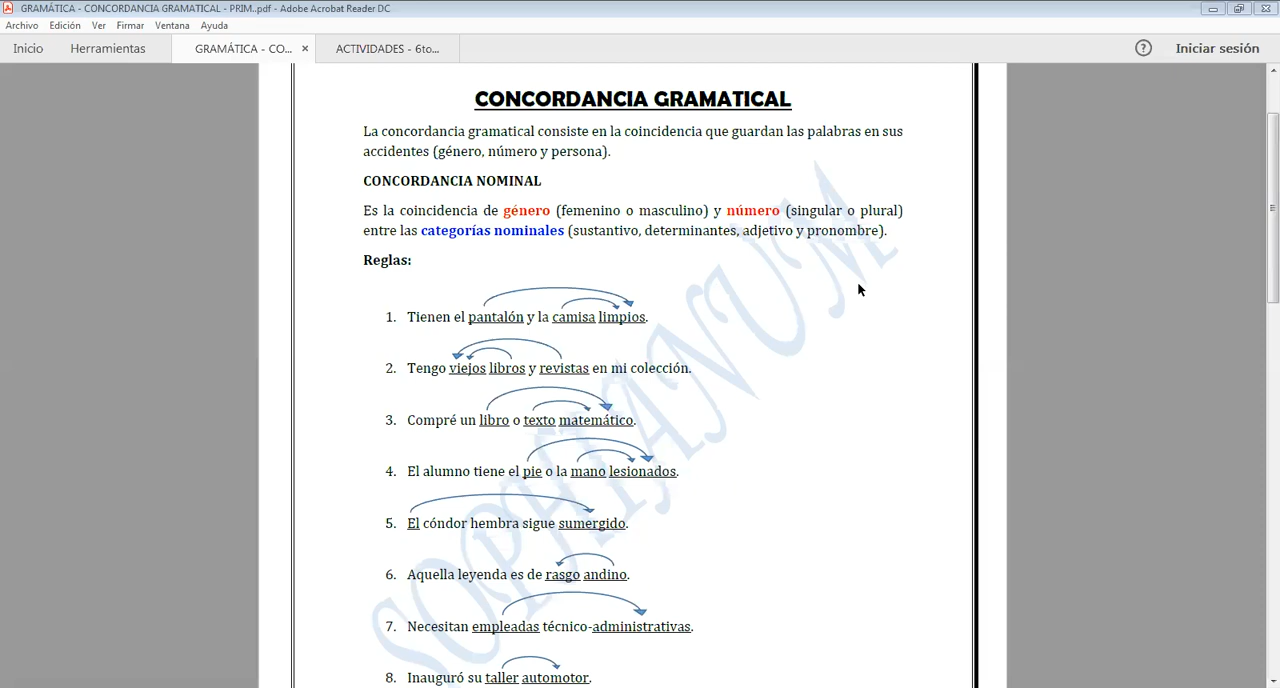 GRAMÁTICA - CONCORDANCIA GRAMATICAL - PRIM..pdf - Adobe Acrobat Reader DC
Archivo Edición Ver Firmar Ventana Ayuda
Inicio Herramientas GRAMÁTICA - CO... × ACTIVIDADES - 6to... ? Iniciar sesión
CONCORDANCIA GRAMATICAL
La concordancia gramatical consiste en la coincidencia que guardan las palabras en sus
accidentes (género, número y persona).
CONCORDANCIA NOMINAL
Es la coincidencia de género (femenino o masculino) y número (singular o plural)
entre las categorías nominales (sustantivo, determinantes, adjetivo y pronombre).
Reglas:
1. Tienen el pantalón y la camisa limpios.
2. Tengo viejos libros y revistas en mi colección.
3. Compré un libro o texto matemático.
4. El alumno tiene el pie o la mano lesionados.
5. El cóndor hembra sigue sumergido.
6. Aquella leyenda es de rasgo andino.
7. Necesitan empleadas técnico-administrativas.
8. Inauguró su taller automotor.
SOPHIANUM